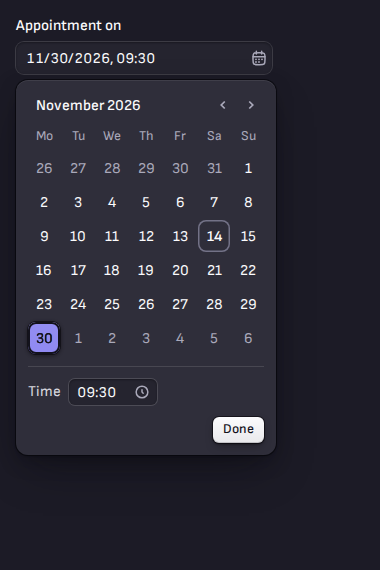 Appointment on
11/30/2026, 09:30
November 2026
Mo Tu We Th Fr Sa Su
26 27 28 29 30 31 1
2 3 4 5 6 7 8
9 10 11 12 13 14 15
16 17 18 19 20 21 22
23 24 25 26 27 28 29
30 1 2 3 4 5 6
Time 09:30
Done